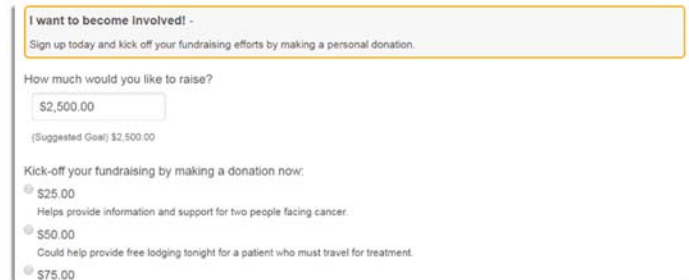 I want to become involved! -
Sign up today and kick off your fundraising efforts by making a personal donation.
How much would you like to raise?
$2,500.00
(Suggested Goal) $2,500.00
Kick-off your fundraising by making a donation now:
$25.00
Helps provide information and support for two people facing cancer.
$50.00
Could help provide free lodging tonight for a patient who must travel for treatment.
$75.00